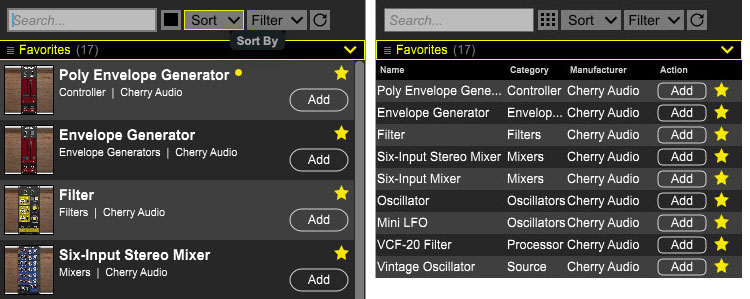 Search...
Sort
Filter
Sort By
Favorites (17)
Poly Envelope Generator
Controller | Cherry Audio
Add
Envelope Generator
Envelope Generators | Cherry Audio
Add
Filter
Filters | Cherry Audio
Add
Six-Input Stereo Mixer
Mixers | Cherry Audio
Add
Search...
Sort
Filter
Favorites (17)
Name Category Manufacturer Action
Poly Envelope Gene... Controller Cherry Audio Add
Envelope Generator Envelop... Cherry Audio Add
Filter Filters Cherry Audio Add
Six-Input Stereo Mixer Mixers Cherry Audio Add
Six-Input Mixer Mixers Cherry Audio Add
Oscillator Oscillators Cherry Audio Add
Mini LFO Oscillators Cherry Audio Add
VCF-20 Filter Processor Cherry Audio Add
Vintage Oscillator Source Cherry Audio Add